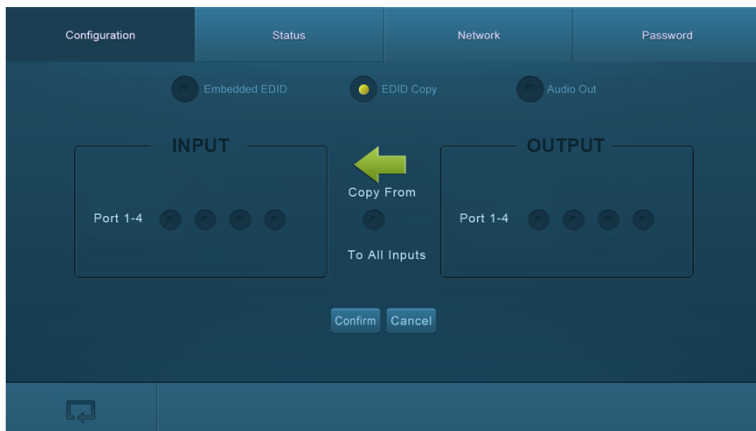 Configuration
Status
Network
Password
Embedded EDID
EDID Copy
Audio Out
INPUT
OUTPUT
Copy From
Port 1-4
Port 1-4
To All Inputs
Confirm
Cancel